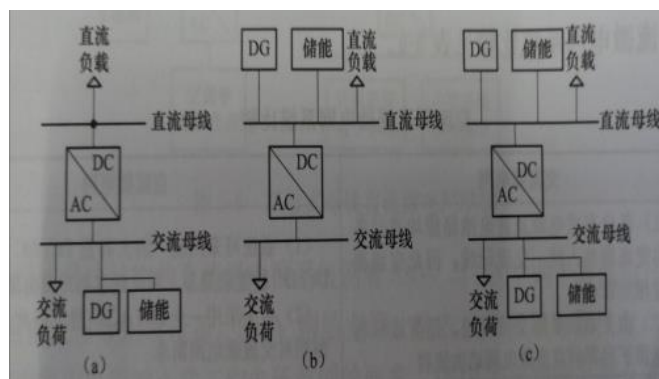 直流
负载
直流母线
DC
AC
交流母线
交流
负荷
DG
储能
(a)
DG
储能
直流
负载
直流母线
DC
AC
交流母线
交流
负荷
(b)
DG
储能
直流
负载
直流母线
DC
AC
交流母线
交流
负荷
DG
储能
(c)